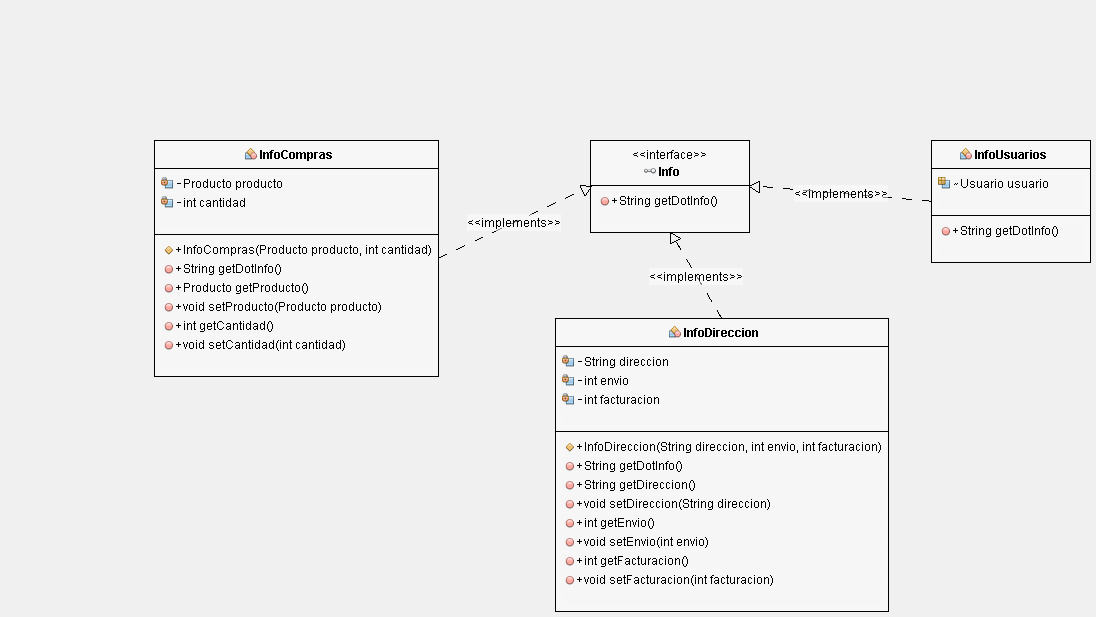 InfoCompras
-Producto producto
-int cantidad
+InfoCompras(Producto producto, int cantidad)
+String getDotInfo()
+Producto getProducto()
+void setProducto(Producto producto)
+int getCantidad()
+void setCantidad(int cantidad)
<<implements>>
<<interface>>
Info
+String getDotInfo()
<<implements>>
InfoUsuarios
~Usuario usuario
+String getDotInfo()
<<implements>>
InfoDireccion
-String direccion
-int envio
-int facturacion
+InfoDireccion(String direccion, int envio, int facturacion)
+String getDotInfo()
+String getDireccion()
+void setDireccion(String direccion)
+int getEnvio()
+void setEnvio(int envio)
+int getFacturacion()
+void setFacturacion(int facturacion)